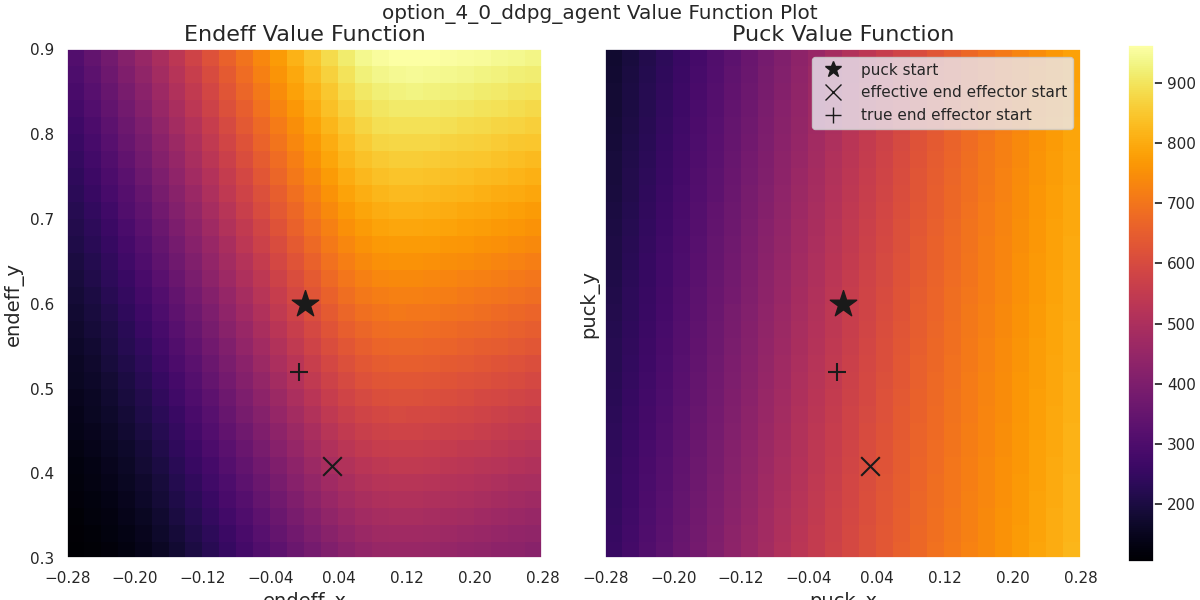 option_4_0_ddpg_agent Value Function Plot
Endeff Value Function
Puck Value Function
0.9
0.8
0.7
0.6
0.5
0.4
0.3
endeff_y
−0.28 −0.20 −0.12 −0.04 0.04 0.12 0.20 0.28
endeff_x
puck_y
puck start
effective end effector start
true end effector start
−0.28 −0.20 −0.12 −0.04 0.04 0.12 0.20 0.28
puck_x
900
800
700
600
500
400
300
200